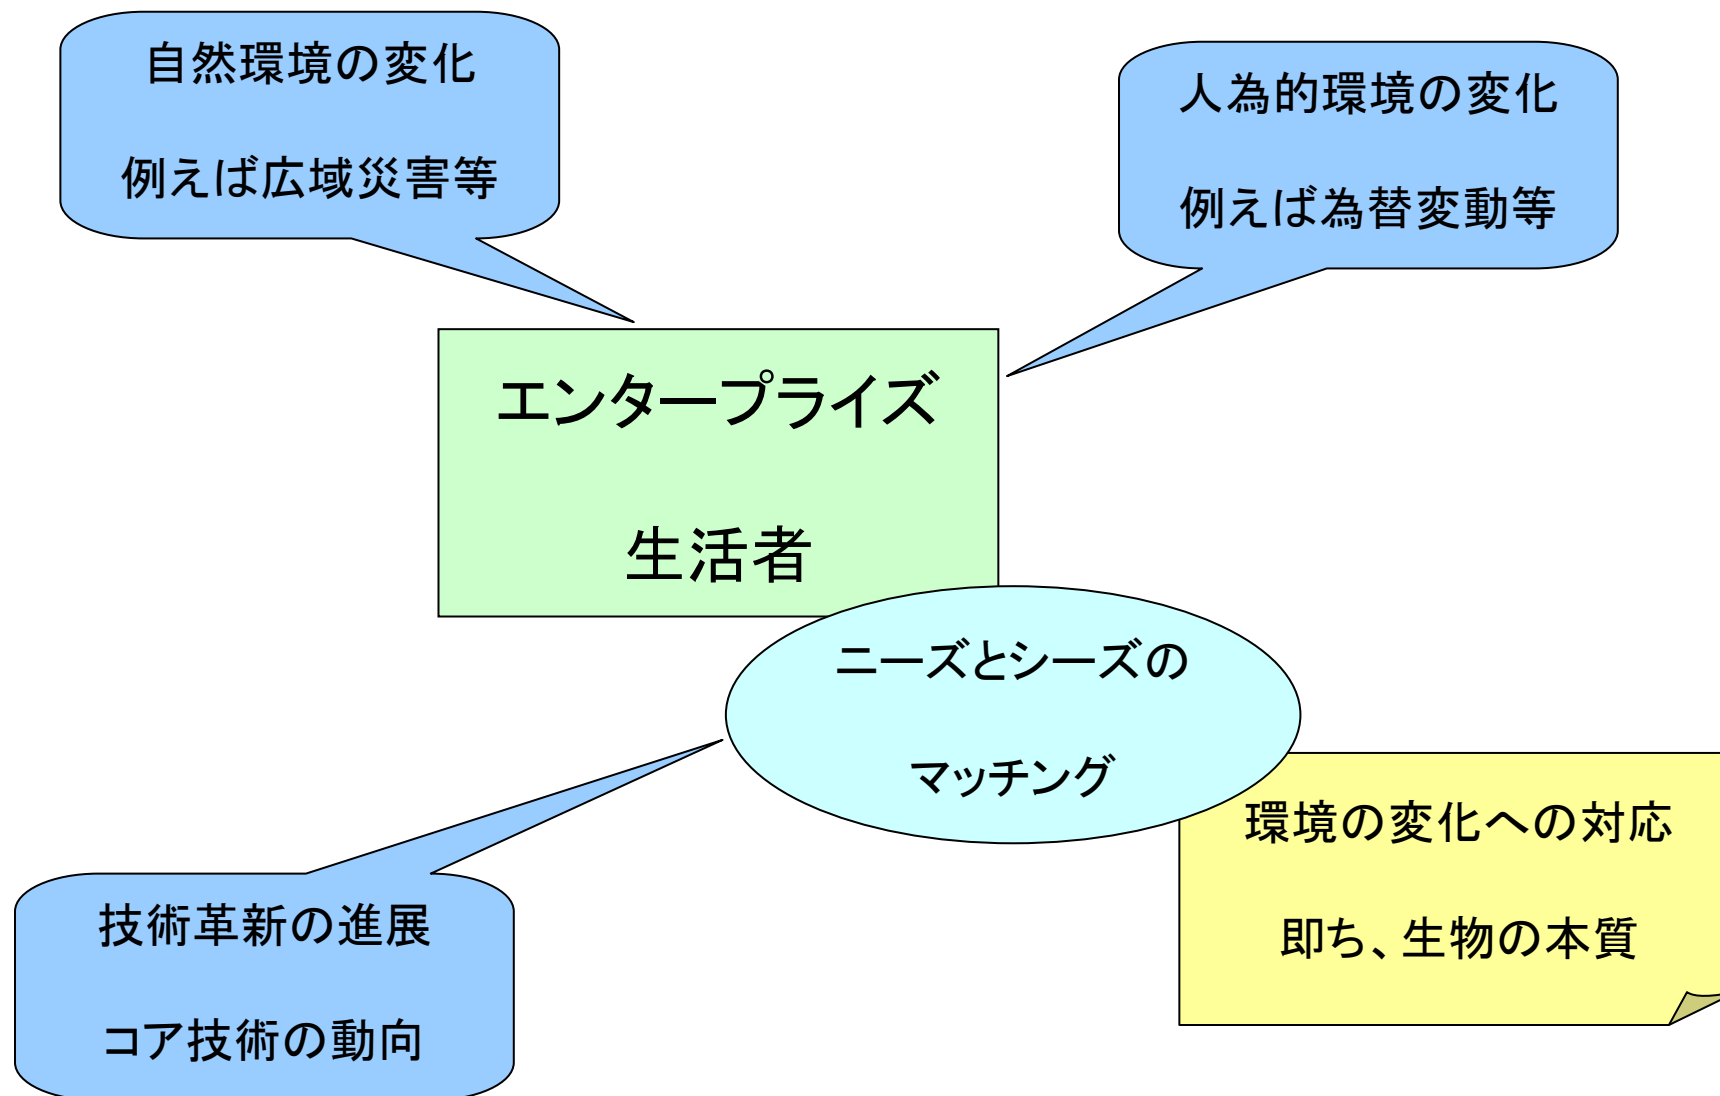 自然環境の変化
例えば広域災害等
人為的環境の変化
例えば為替変動等
エンタープライズ
生活者
ニーズとシーズの
マッチング
環境の変化への対応
即ち、生物の本質
技術革新の進展
コア技術の動向